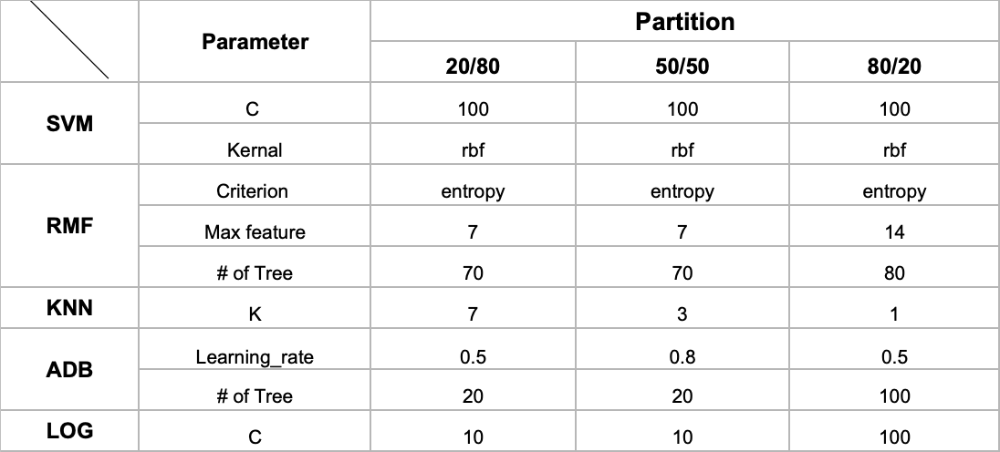 Parameter Partition
20/80 50/50 80/20
SVM C 100 100 100
Kernal rbf rbf rbf
RMF Criterion entropy entropy entropy
Max feature 7 7 14
# of Tree 70 70 80
KNN K 7 3 1
ADB Learning_rate 0.5 0.8 0.5
# of Tree 20 20 100
LOG C 10 10 100